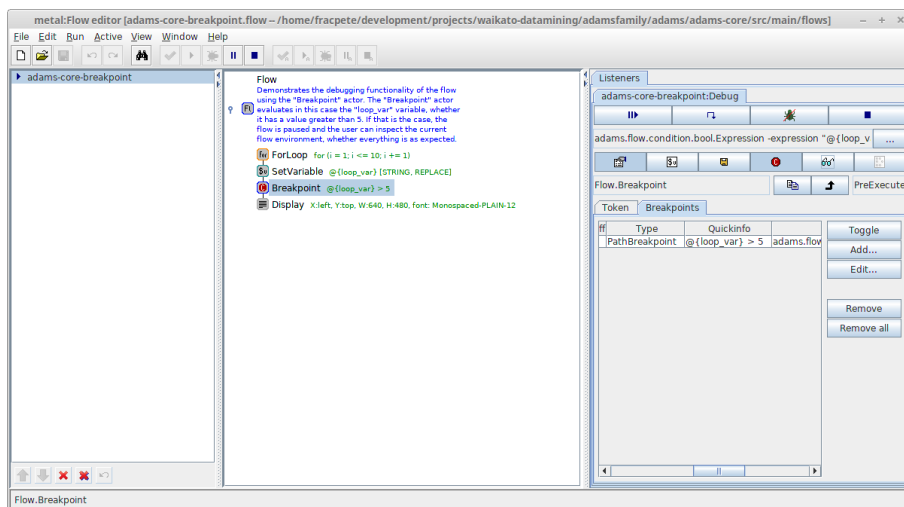 metal:Flow editor [adams-core-breakpoint.flow – /home/fracpete/development/projects/waikato-datamining/adamsfamily/adams/adams-core/src/main/flows]
File Edit Run Active View Window Help
adams-core-breakpoint
Flow
Demonstrates the debugging functionality of the flow
using the "Breakpoint" actor. The "Breakpoint" actor
evaluates in this case the "loop_var" variable, whether
it has a value greater than 5. If that is the case, the
flow is paused and the user can inspect the current
flow environment, whether everything is as expected.
ForLoop for (i = 1; i <= 10; i += 1)
SetVariable @{loop_var} [STRING, REPLACE]
Breakpoint @{loop_var} > 5
Display X:left, Y:top, W:640, H:480, font: Monospaced-PLAIN-12
Listeners
adams-core-breakpoint:Debug
adams.flow.condition.bool.Expression -expression "@{loop_v ...
Flow.Breakpoint PreExecute
Token Breakpoints
ff Type Quickinfo
PathBreakpoint @{loop_var} > 5 adams.flow
Toggle
Add...
Edit...
Remove
Remove all
Flow.Breakpoint